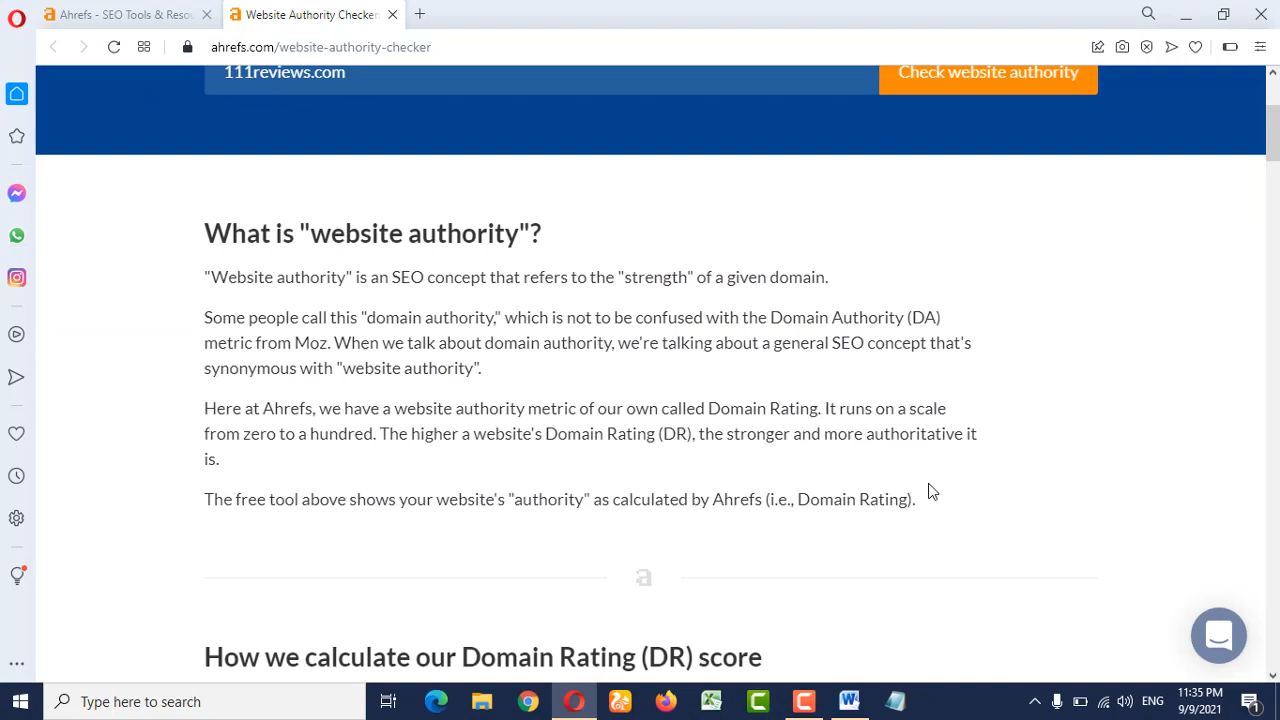 Ahrefs - SEO Tools & Resou
Website Authority Checker
ahrefs.com/website-authority-checker
111reviews.com
Check website authority
What is "website authority"?
"Website authority" is an SEO concept that refers to the "strength" of a given domain.
Some people call this "domain authority," which is not to be confused with the Domain Authority (DA)
metric from Moz. When we talk about domain authority, we're talking about a general SEO concept that's
synonymous with "website authority".
Here at Ahrefs, we have a website authority metric of our own called Domain Rating. It runs on a scale
from zero to a hundred. The higher a website's Domain Rating (DR), the stronger and more authoritative it
is.
The free tool above shows your website's "authority" as calculated by Ahrefs (i.e., Domain Rating).
a
How we calculate our Domain Rating (DR) score
Type here to search
ENG
11:35 PM
9/9/2021
1